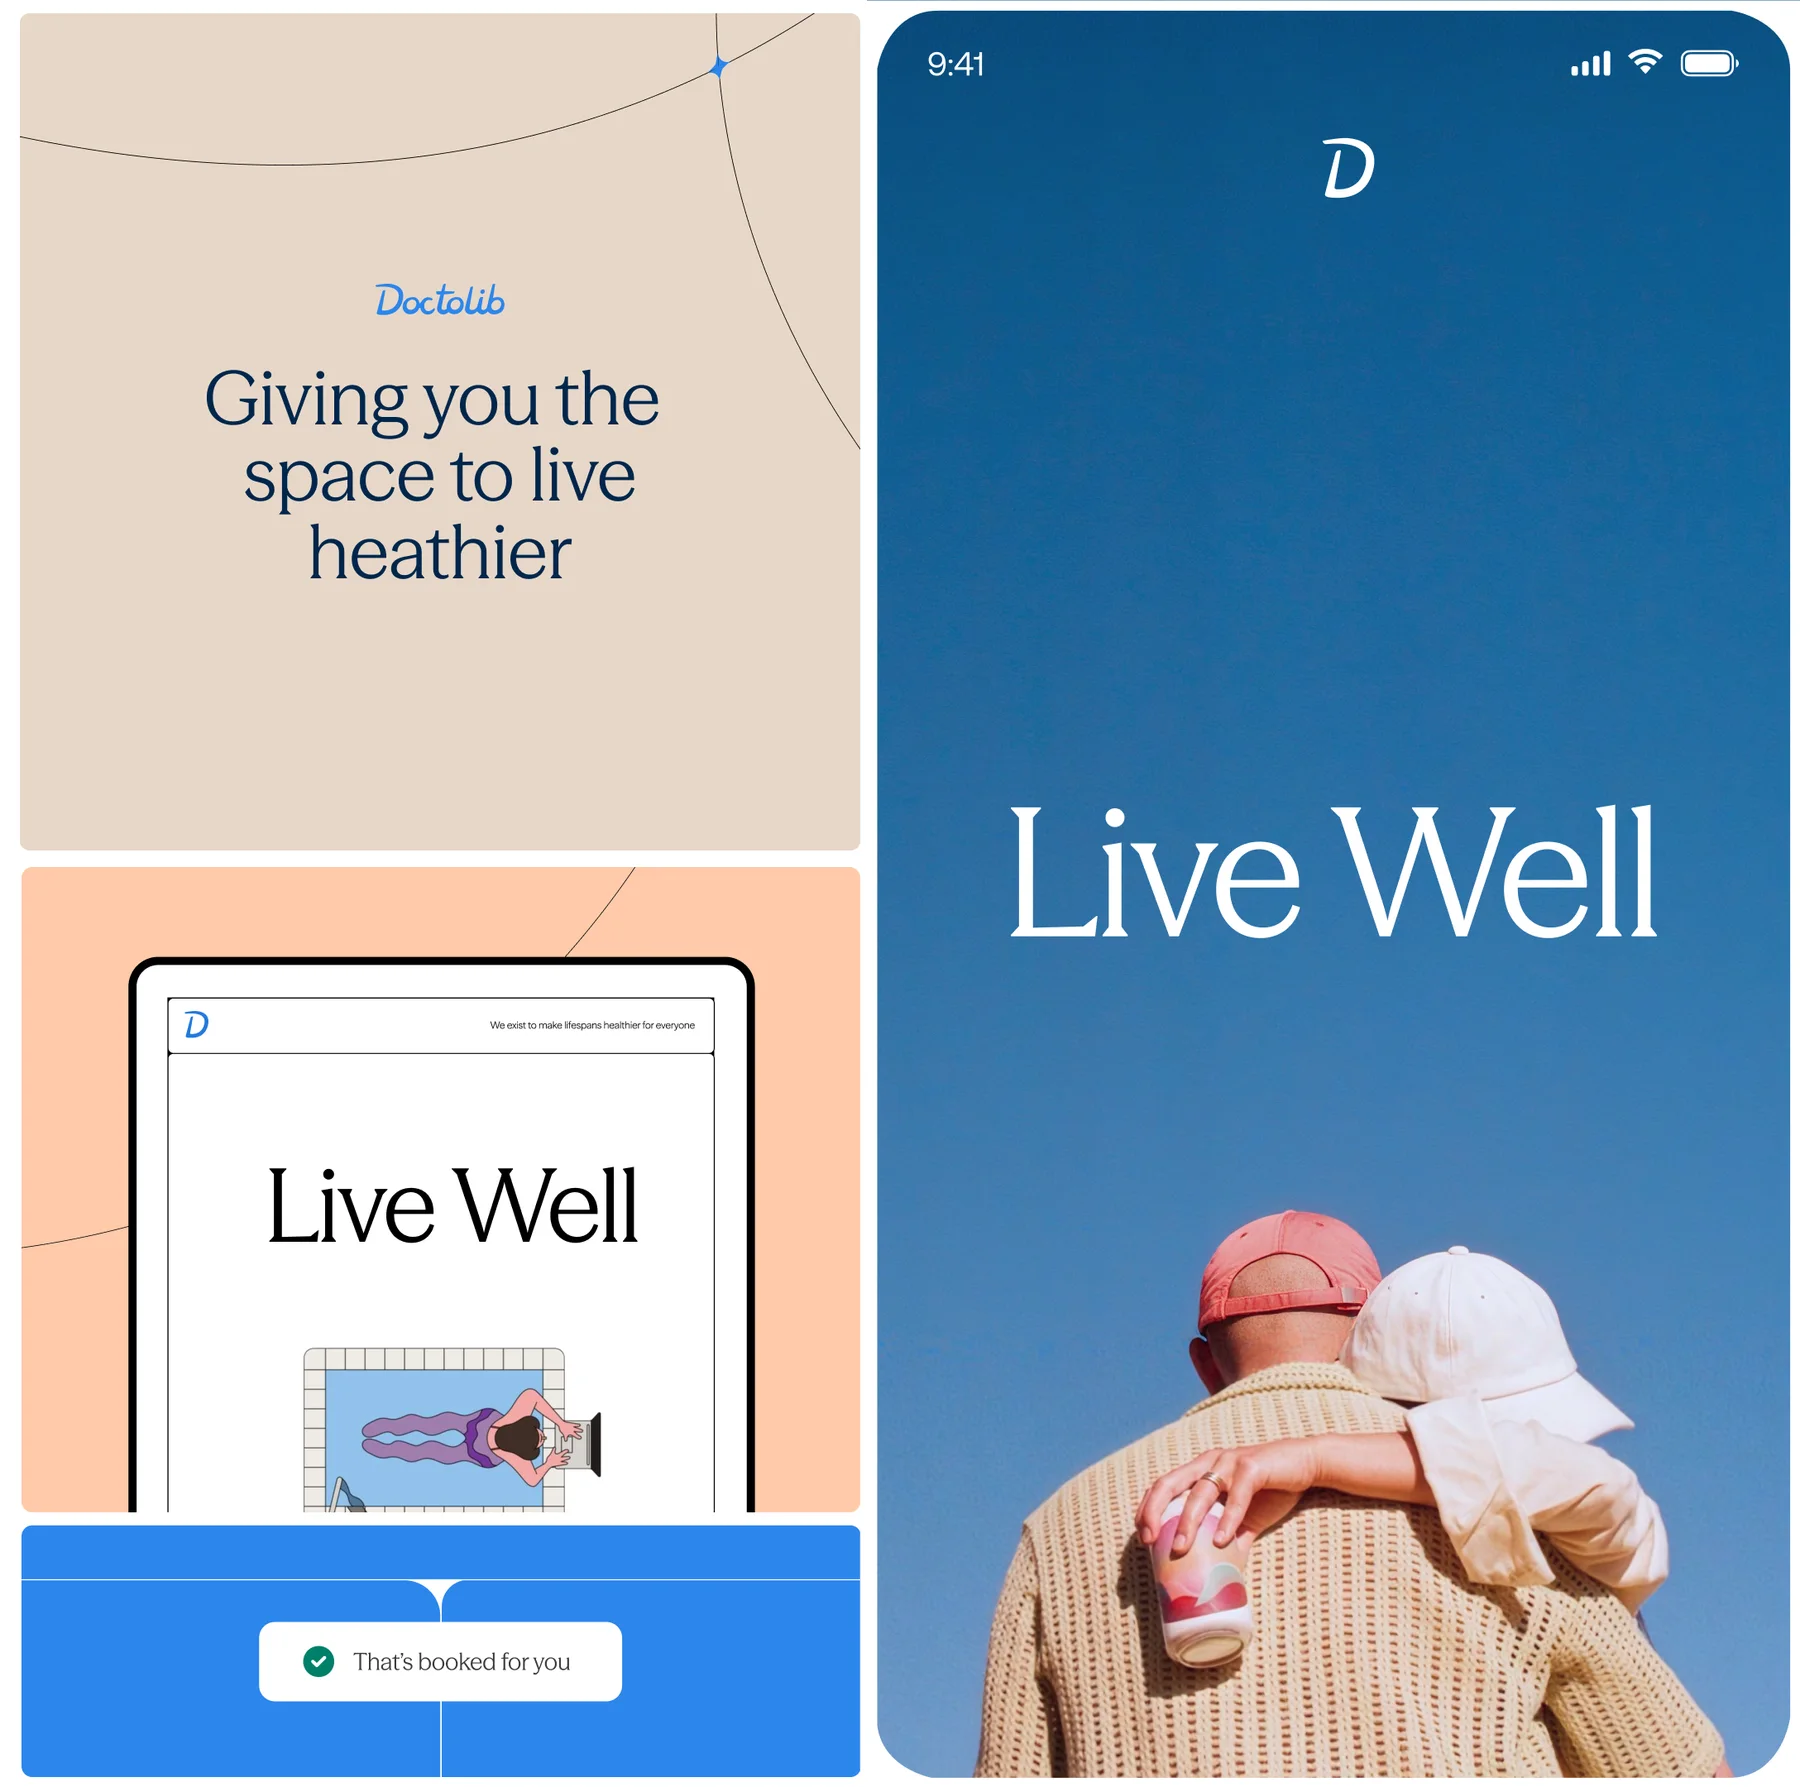 Doctolib
Giving you the
space to live
heathier
D
We exist to make lifespans healthier for everyone
Live Well
That's booked for you
9:41
D
Live Well